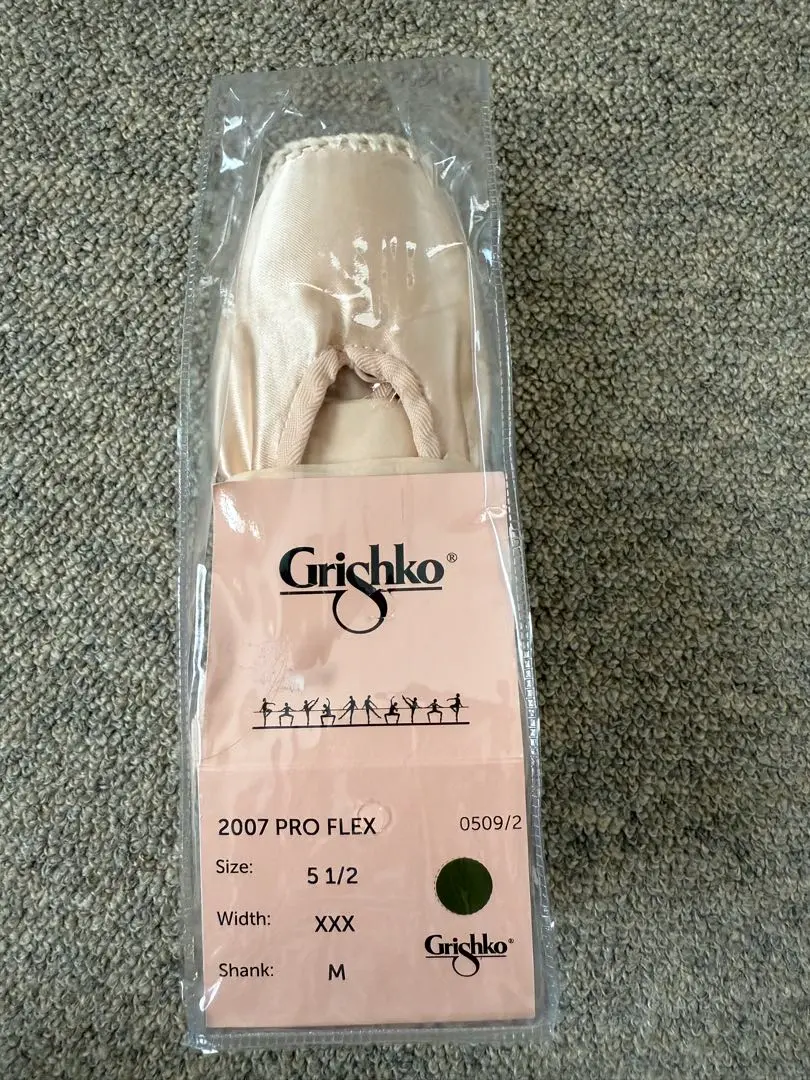 Grishko®
2007 PRO FLEX 0509/2
Size: 5 1/2
Width: XXX
Grishko®
Shank: M